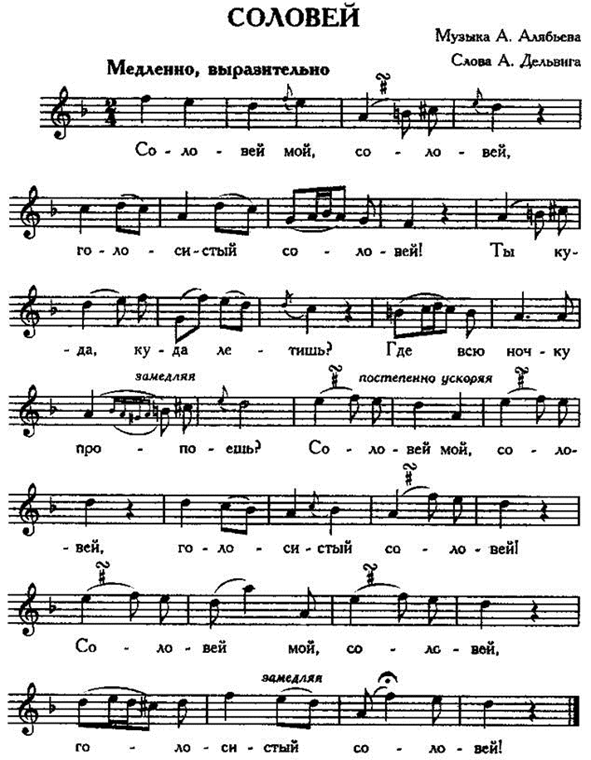 СОЛОВЕЙ
Музыка А. Алябьева
Слова А. Дельвига
Медленно, выразительно
2/4
Со - ло - вей мой, со - ло - вей,
го - ло - си - стый со - ло - вей! Ты ку-
- да, ку - да ле - тишь? Где всю ноч - ку
замедляя постепенно ускоряя
про - по - ешь? Со - ло - вей мой, со - ло-
- вей, го - ло - си - стый со - ло - вей!
Со - ло - вей мой, со - ло - вей,
замедляя
го - ло - си - стый со - ло - вей!